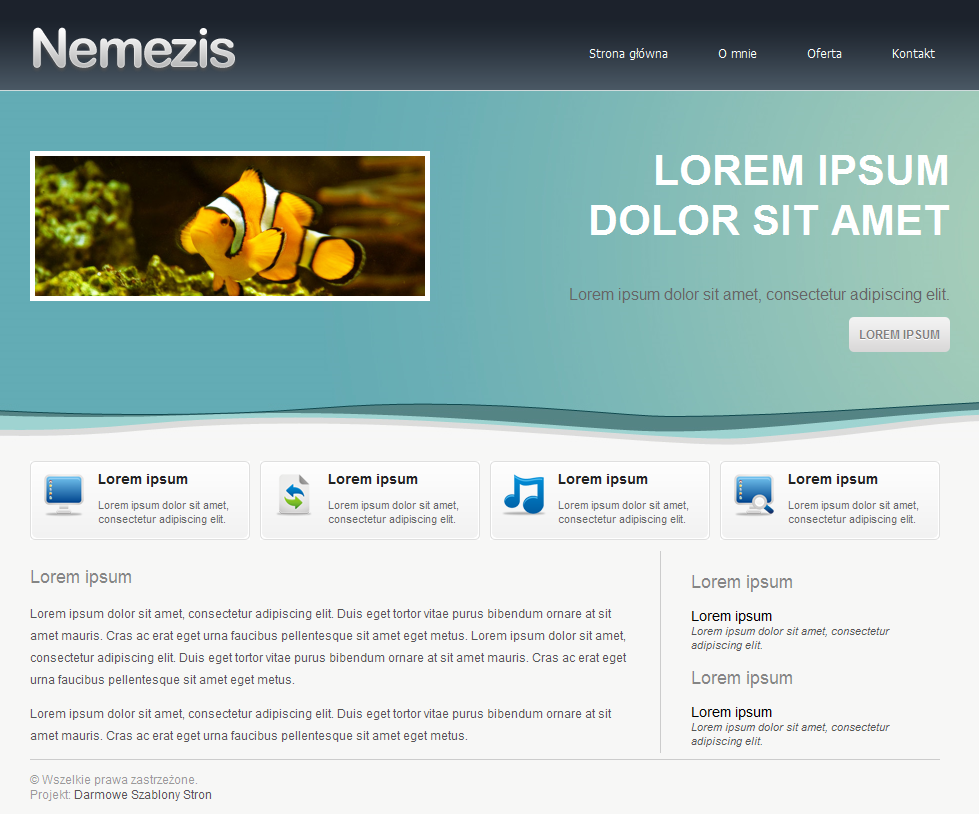 Nemezis
Strona główna
O mnie
Oferta
Kontakt
LOREM IPSUM
DOLOR SIT AMET
Lorem ipsum dolor sit amet, consectetur adipiscing elit.
LOREM IPSUM
Lorem ipsum
Lorem ipsum dolor sit amet,
consectetur adipiscing elit.
Lorem ipsum
Lorem ipsum dolor sit amet,
consectetur adipiscing elit.
Lorem ipsum
Lorem ipsum dolor sit amet,
consectetur adipiscing elit.
Lorem ipsum
Lorem ipsum dolor sit amet,
consectetur adipiscing elit.
Lorem ipsum
Lorem ipsum dolor sit amet, consectetur adipiscing elit. Duis eget tortor vitae purus bibendum ornare at sit
amet mauris. Cras ac erat eget urna faucibus pellentesque sit amet eget metus. Lorem ipsum dolor sit amet,
consectetur adipiscing elit. Duis eget tortor vitae purus bibendum ornare at sit amet mauris. Cras ac erat eget
urna faucibus pellentesque sit amet eget metus.
Lorem ipsum dolor sit amet, consectetur adipiscing elit. Duis eget tortor vitae purus bibendum ornare at sit
amet mauris. Cras ac erat eget urna faucibus pellentesque sit amet eget metus.
Lorem ipsum
Lorem ipsum
Lorem ipsum dolor sit amet, consectetur
adipiscing elit.
Lorem ipsum
Lorem ipsum
Lorem ipsum dolor sit amet, consectetur
adipiscing elit.
© Wszelkie prawa zastrzeżone.
Projekt: Darmowe Szablony Stron